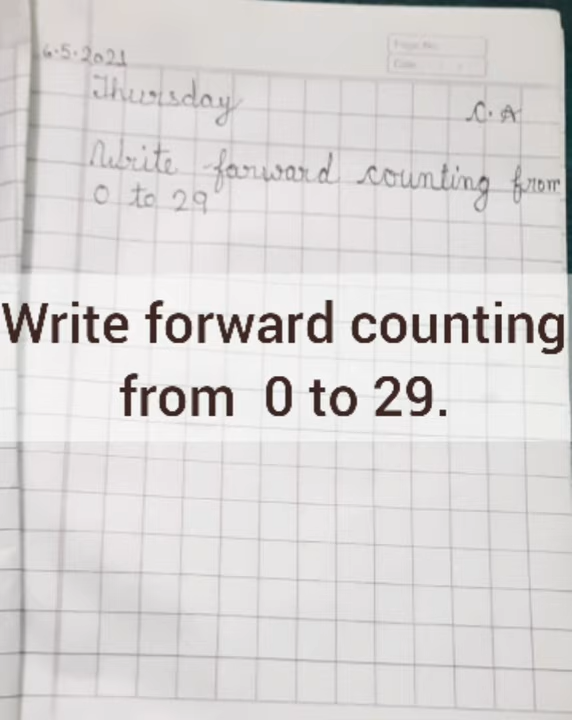 6.5.2021
Thursday
C.A
Write forward counting from
0 to 29
Write forward counting
from 0 to 29.